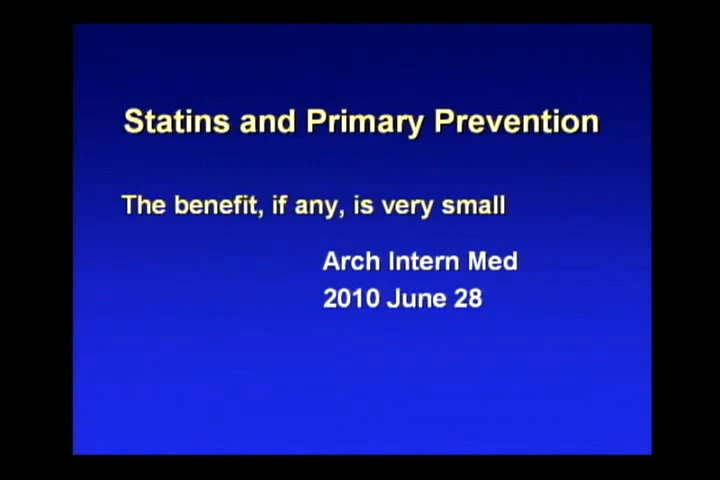 Statins and Primary Prevention
The benefit, if any, is very small
Arch Intern Med
2010 June 28